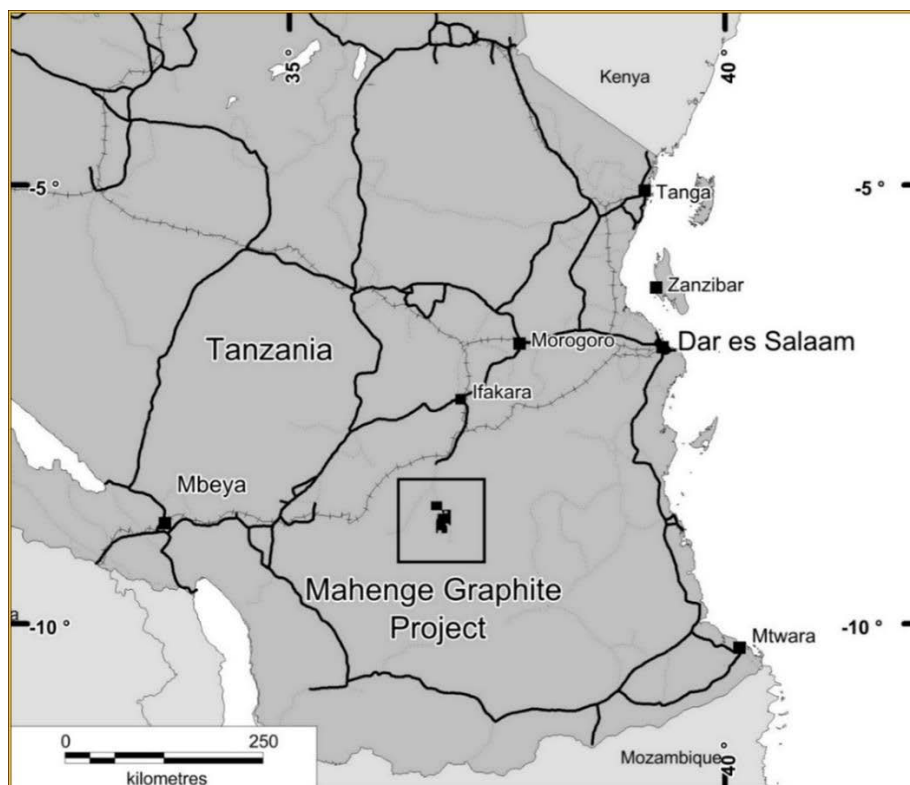 35 °
40 °
Kenya
-5 °
-5 °
Tanga
Zanzibar
Tanzania
Morogoro
Dar es Salaam
Ifakara
Mbeya
Mahenge Graphite
Project
-10 °
-10 °
Mtwara
a
0
250
kilometres
Mozambique
40 °